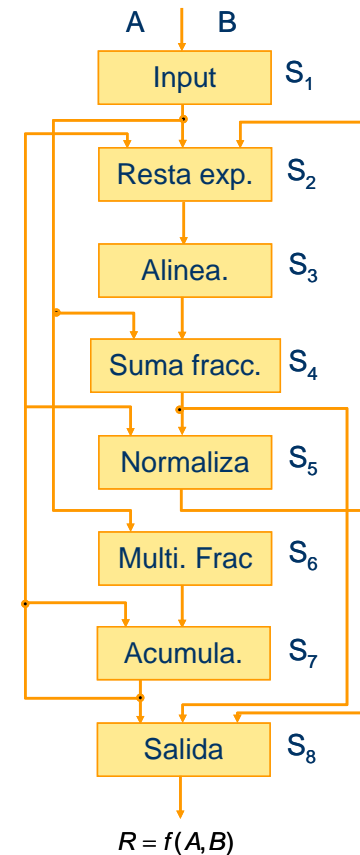 A B
Input S₁
Resta exp. S₂
Alinea. S₃
Suma fracc. S₄
Normaliza S₅
Multi. Frac S₆
Acumula. S₇
Salida S₈
R = f(A,B)